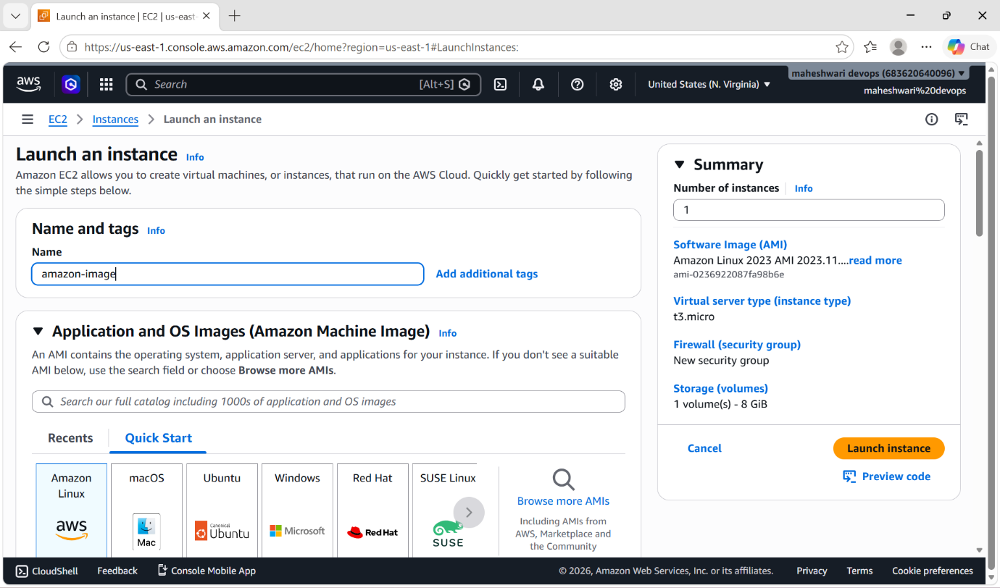 Launch an instance | EC2 | us-east-
https://us-east-1.console.aws.amazon.com/ec2/home?region=us-east-1#LaunchInstances:
Chat
aws
Search
[Alt+S]
United States (N. Virginia)
maheshwari devops (683620640096)
maheshwari%20devops
EC2
Instances
Launch an instance
Launch an instance Info
Amazon EC2 allows you to create virtual machines, or instances, that run on the AWS Cloud. Quickly get started by following
the simple steps below.
Name and tags Info
Name
amazon-image
Add additional tags
Application and OS Images (Amazon Machine Image) Info
An AMI contains the operating system, application server, and applications for your instance. If you don't see a suitable
AMI below, use the search field or choose Browse more AMIs.
Search our full catalog including 1000s of application and OS images
Recents
Quick Start
Amazon
Linux
aws
macOS
Mac
Ubuntu
Canonical
Ubuntu
Windows
Microsoft
Red Hat
Red Hat
SUSE Linux
SUSE
Browse more AMIs
Including AMIs from
AWS, Marketplace and
the Community
Summary
Number of instances Info
1
Software Image (AMI)
Amazon Linux 2023 AMI 2023.11....read more
ami-0236922087fa98b6e
Virtual server type (instance type)
t3.micro
Firewall (security group)
New security group
Storage (volumes)
1 volume(s) - 8 GiB
Cancel
Launch instance
Preview code
CloudShell
Feedback
Console Mobile App
© 2026, Amazon Web Services, Inc. or its affiliates.
Privacy
Terms
Cookie preferences